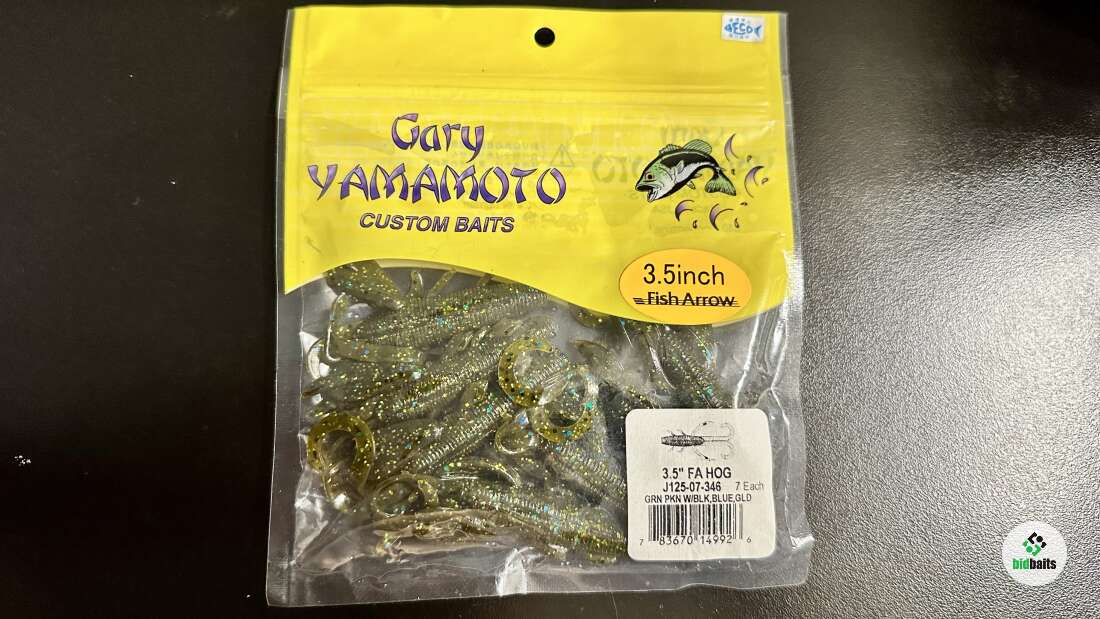 Gary
YAMAMOTO
CUSTOM BAITS
3.5inch
Fish Arrow
3.5" FA HOG
J125-07-346 7 Each
GRN PKN W/BLK,BLUE,GLD
7 83670 14992 6
bidbaits